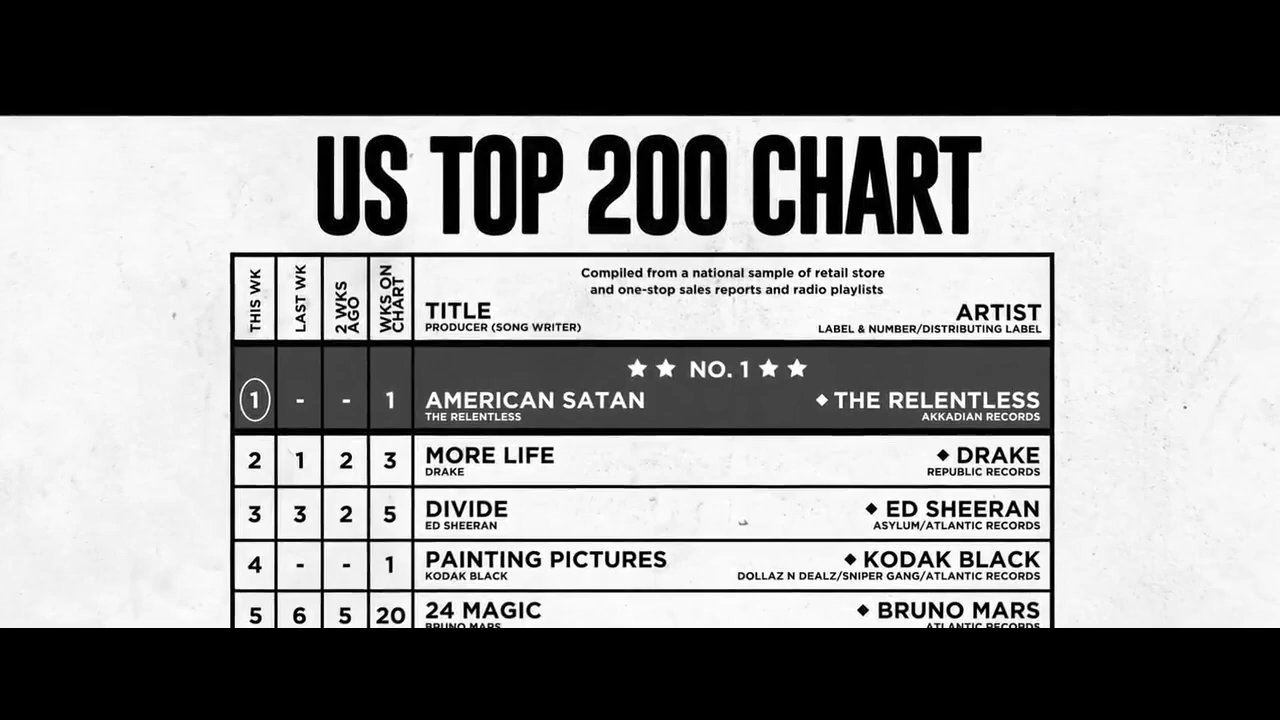 US TOP 200 CHART
THIS WK LAST WK 2 WKS AGO WKS ON CHART
Compiled from a national sample of retail store
and one-stop sales reports and radio playlists
TITLE ARTIST
PRODUCER (SONG WRITER) LABEL & NUMBER/DISTRIBUTING LABEL
★ ★ NO. 1 ★ ★
1 - - 1 AMERICAN SATAN ◆ THE RELENTLESS
THE RELENTLESS AKKADIAN RECORDS
2 1 2 3 MORE LIFE ◆ DRAKE
DRAKE REPUBLIC RECORDS
3 3 2 5 DIVIDE ◆ ED SHEERAN
ED SHEERAN ASYLUM/ATLANTIC RECORDS
4 - - 1 PAINTING PICTURES ◆ KODAK BLACK
KODAK BLACK DOLLAZ N DEALZ/SNIPER GANG/ATLANTIC RECORDS
5 6 5 20 24 MAGIC ◆ BRUNO MARS
BRUNO MARS ATLANTIC RECORDS